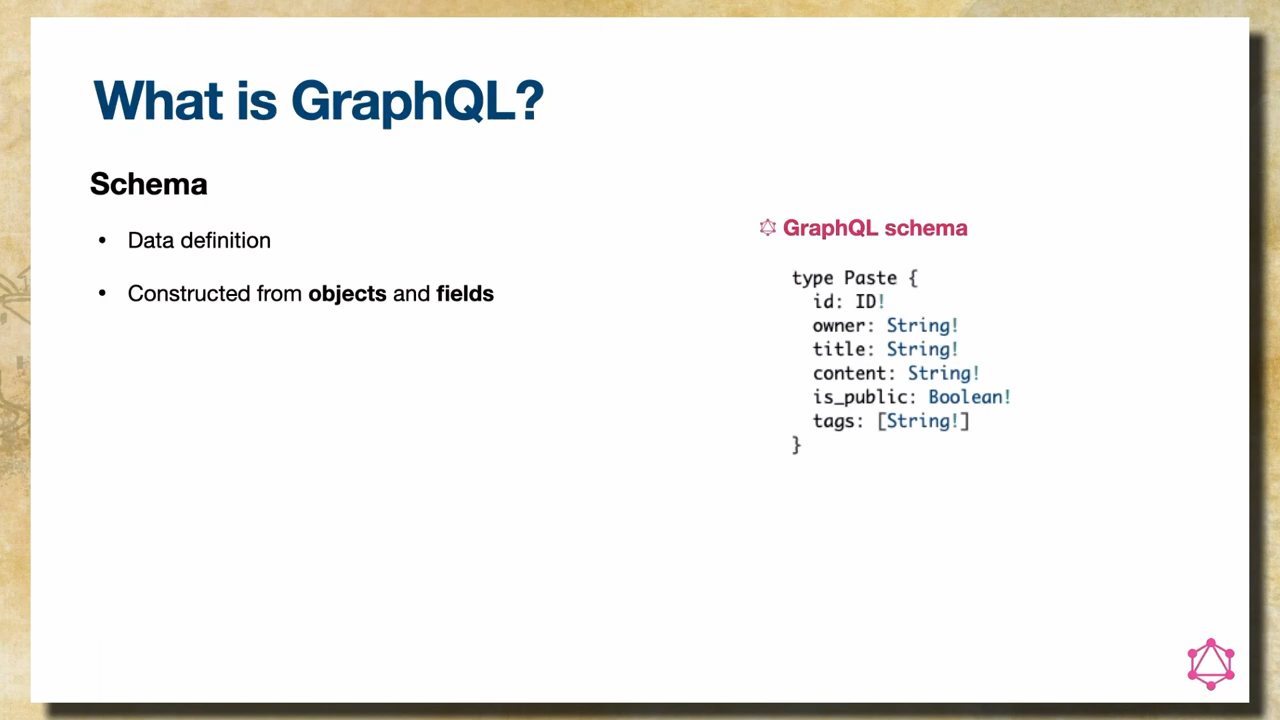 What is GraphQL?
Schema
• Data definition
• Constructed from objects and fields
GraphQL schema
type Paste {
  id: ID!
  owner: String!
  title: String!
  content: String!
  is_public: Boolean!
  tags: [String!]
}